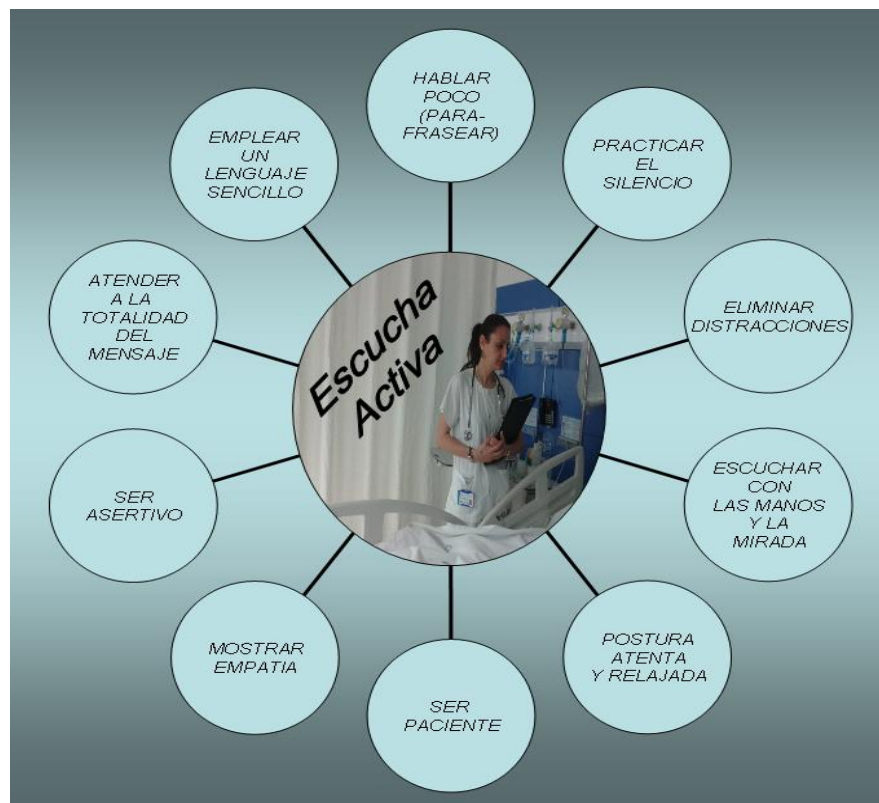 HABLAR
POCO
(PARA-
FRASEAR)
PRACTICAR
EL
SILENCIO
ELIMINAR
DISTRACCIONES
ESCUCHAR
CON
LAS MANOS
Y LA
MIRADA
POSTURA
ATENTA
Y RELAJADA
SER
PACIENTE
MOSTRAR
EMPATIA
SER
ASERTIVO
ATENDER
A LA
TOTALIDAD
DEL
MENSAJE
EMPLEAR
UN
LENGUAJE
SENCILLO
Escucha
Activa